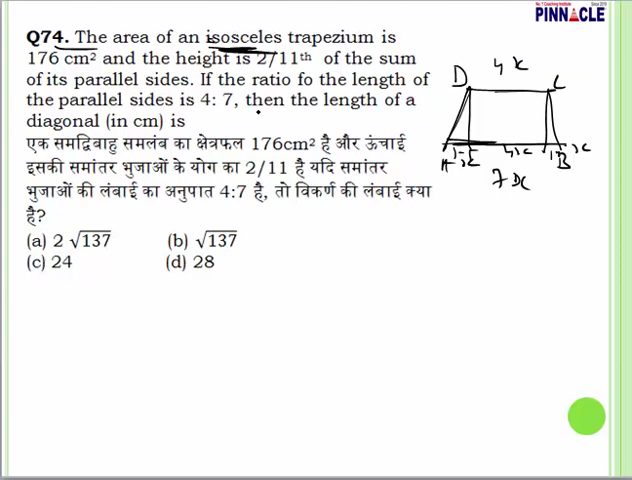 No. 1 Coaching Institute Since 2015
PINNACLE
Q74. The area of an isosceles trapezium is
176 cm² and the height is 2/11th of the sum
of its parallel sides. If the ratio fo the length of
the parallel sides is 4: 7, then the length of a
diagonal (in cm) is
एक समद्विबाहु समलंब का क्षेत्रफल 176cm² है और ऊंचाई
इसकी समांतर भुजाओं के योग का 2/11 है यदि समांतर
भुजाओं की लंबाई का अनुपात 4:7 है, तो विकर्ण की लंबाई क्या
है?
(a) 2 √137 (b) √137
(c) 24 (d) 28
4x
D C
A E 4x B
7x